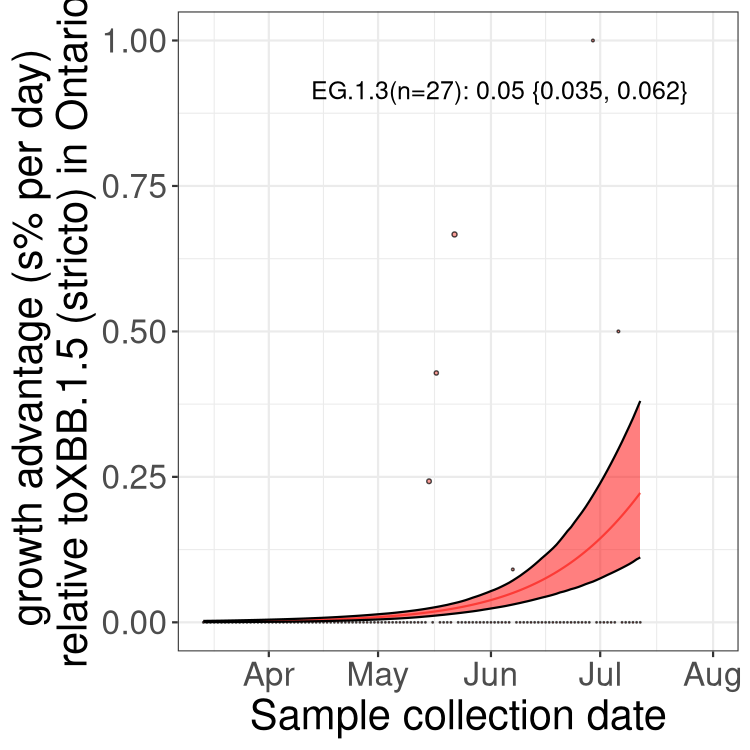 growth advantage (s% per day)
relative toXBB.1.5 (stricto) in Ontario
1.00
0.75
0.50
0.25
0.00
EG.1.3(n=27): 0.05 {0.035, 0.062}
Apr May Jun Jul Aug
Sample collection date